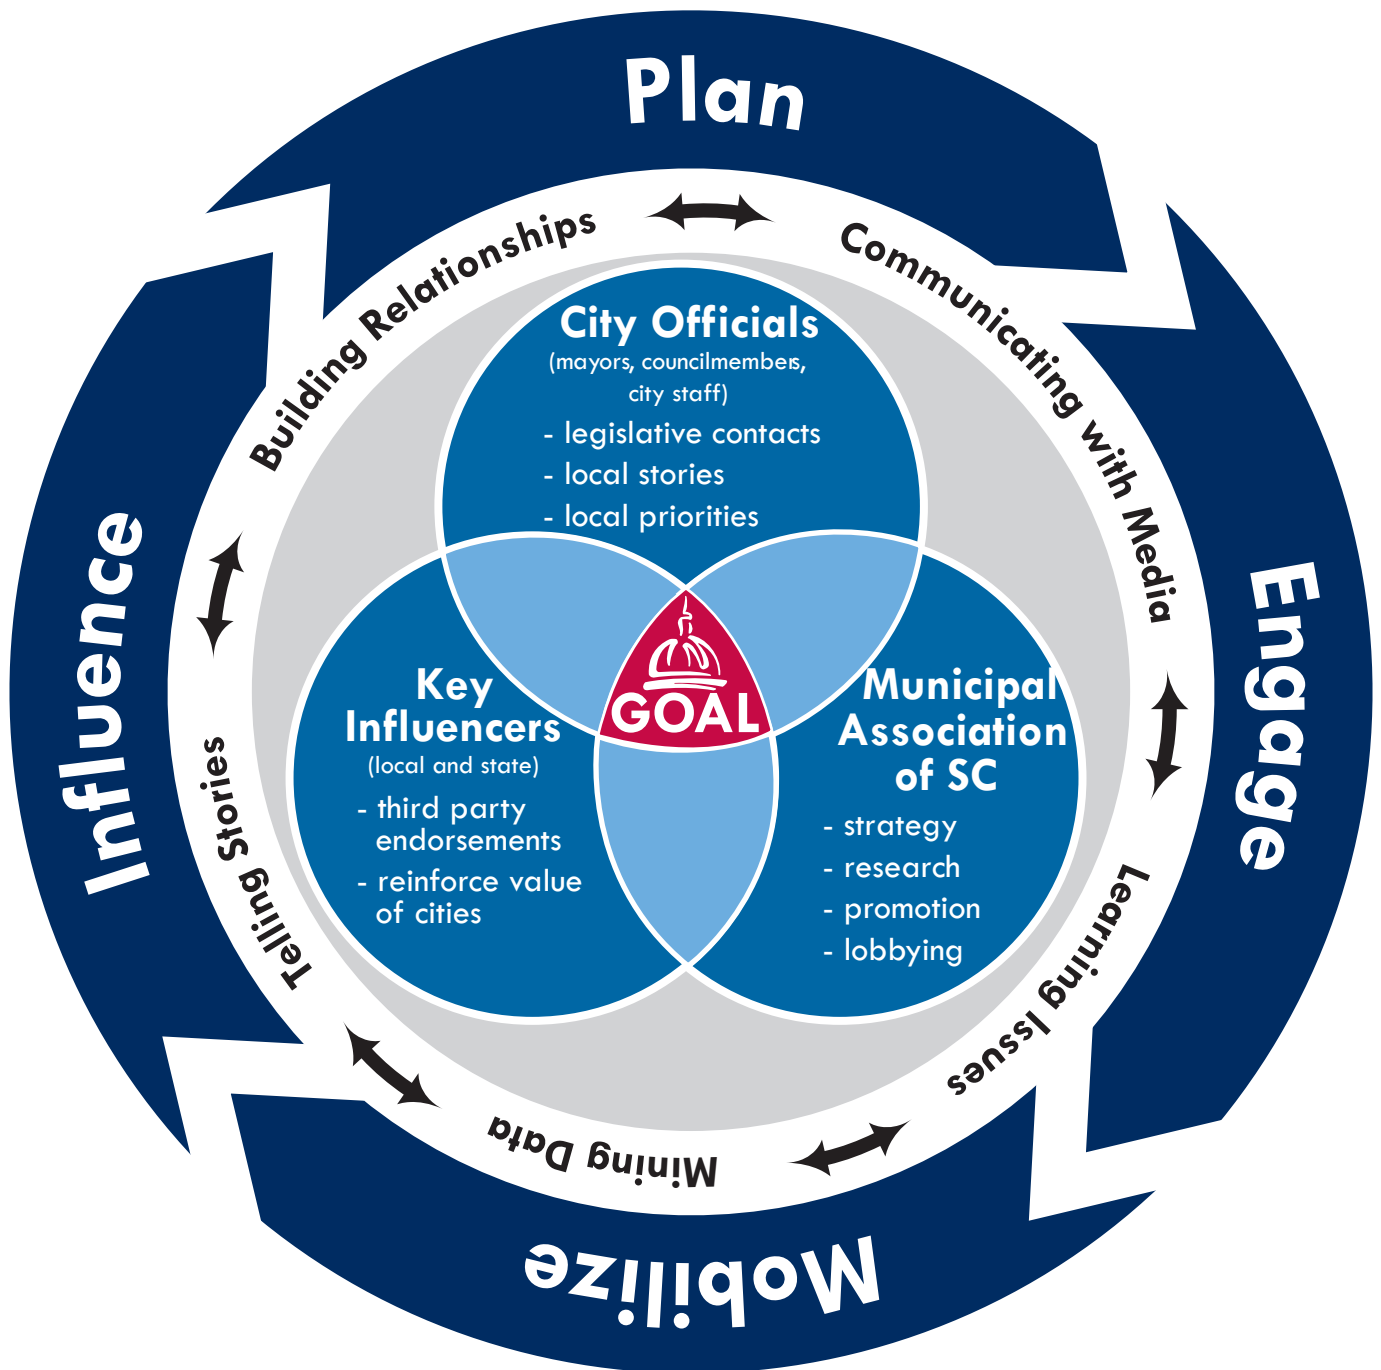 Plan
Engage
Mobilize
Influence
Building Relationships
Communicating with Media
Learning Issues
Mining Data
Telling Stories
City Officials
(mayors, councilmembers,
city staff)
- legislative contacts
- local stories
- local priorities
Key
Influencers
(local and state)
- third party
endorsements
- reinforce value
of cities
GOAL
Municipal
Association
of SC
- strategy
- research
- promotion
- lobbying